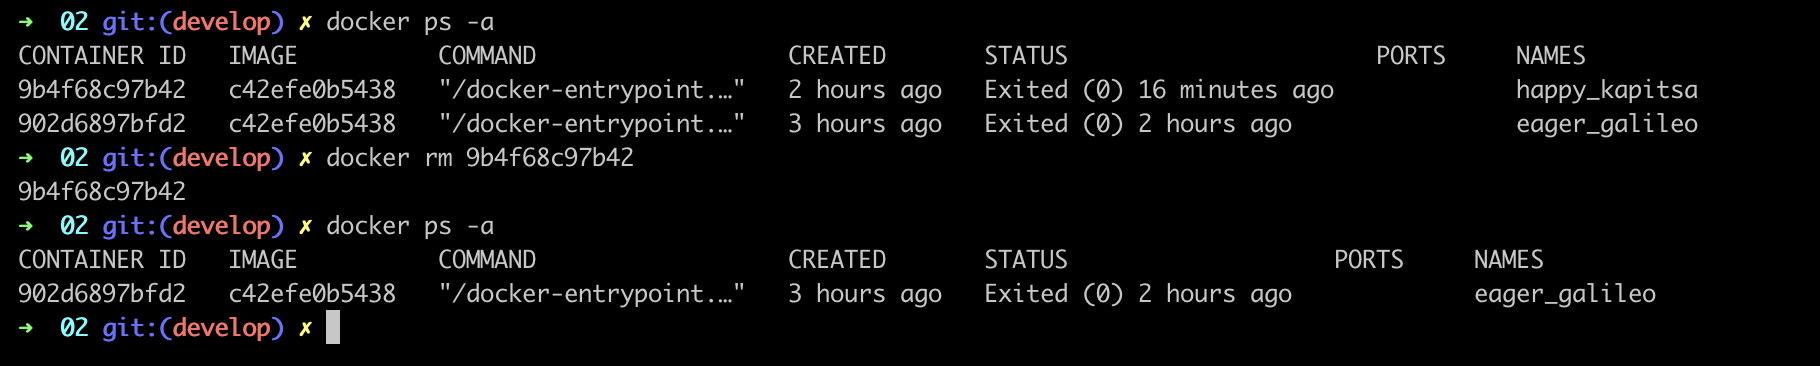 ➜  02 git:(develop) ✗ docker ps -a
CONTAINER ID   IMAGE          COMMAND                  CREATED       STATUS                      PORTS     NAMES
9b4f68c97b42   c42efe0b5438   "/docker-entrypoint.…"   2 hours ago   Exited (0) 16 minutes ago             happy_kapitsa
902d6897bfd2   c42efe0b5438   "/docker-entrypoint.…"   3 hours ago   Exited (0) 2 hours ago                eager_galileo
➜  02 git:(develop) ✗ docker rm 9b4f68c97b42
9b4f68c97b42
➜  02 git:(develop) ✗ docker ps -a
CONTAINER ID   IMAGE          COMMAND                  CREATED       STATUS                   PORTS     NAMES
902d6897bfd2   c42efe0b5438   "/docker-entrypoint.…"   3 hours ago   Exited (0) 2 hours ago             eager_galileo
➜  02 git:(develop) ✗